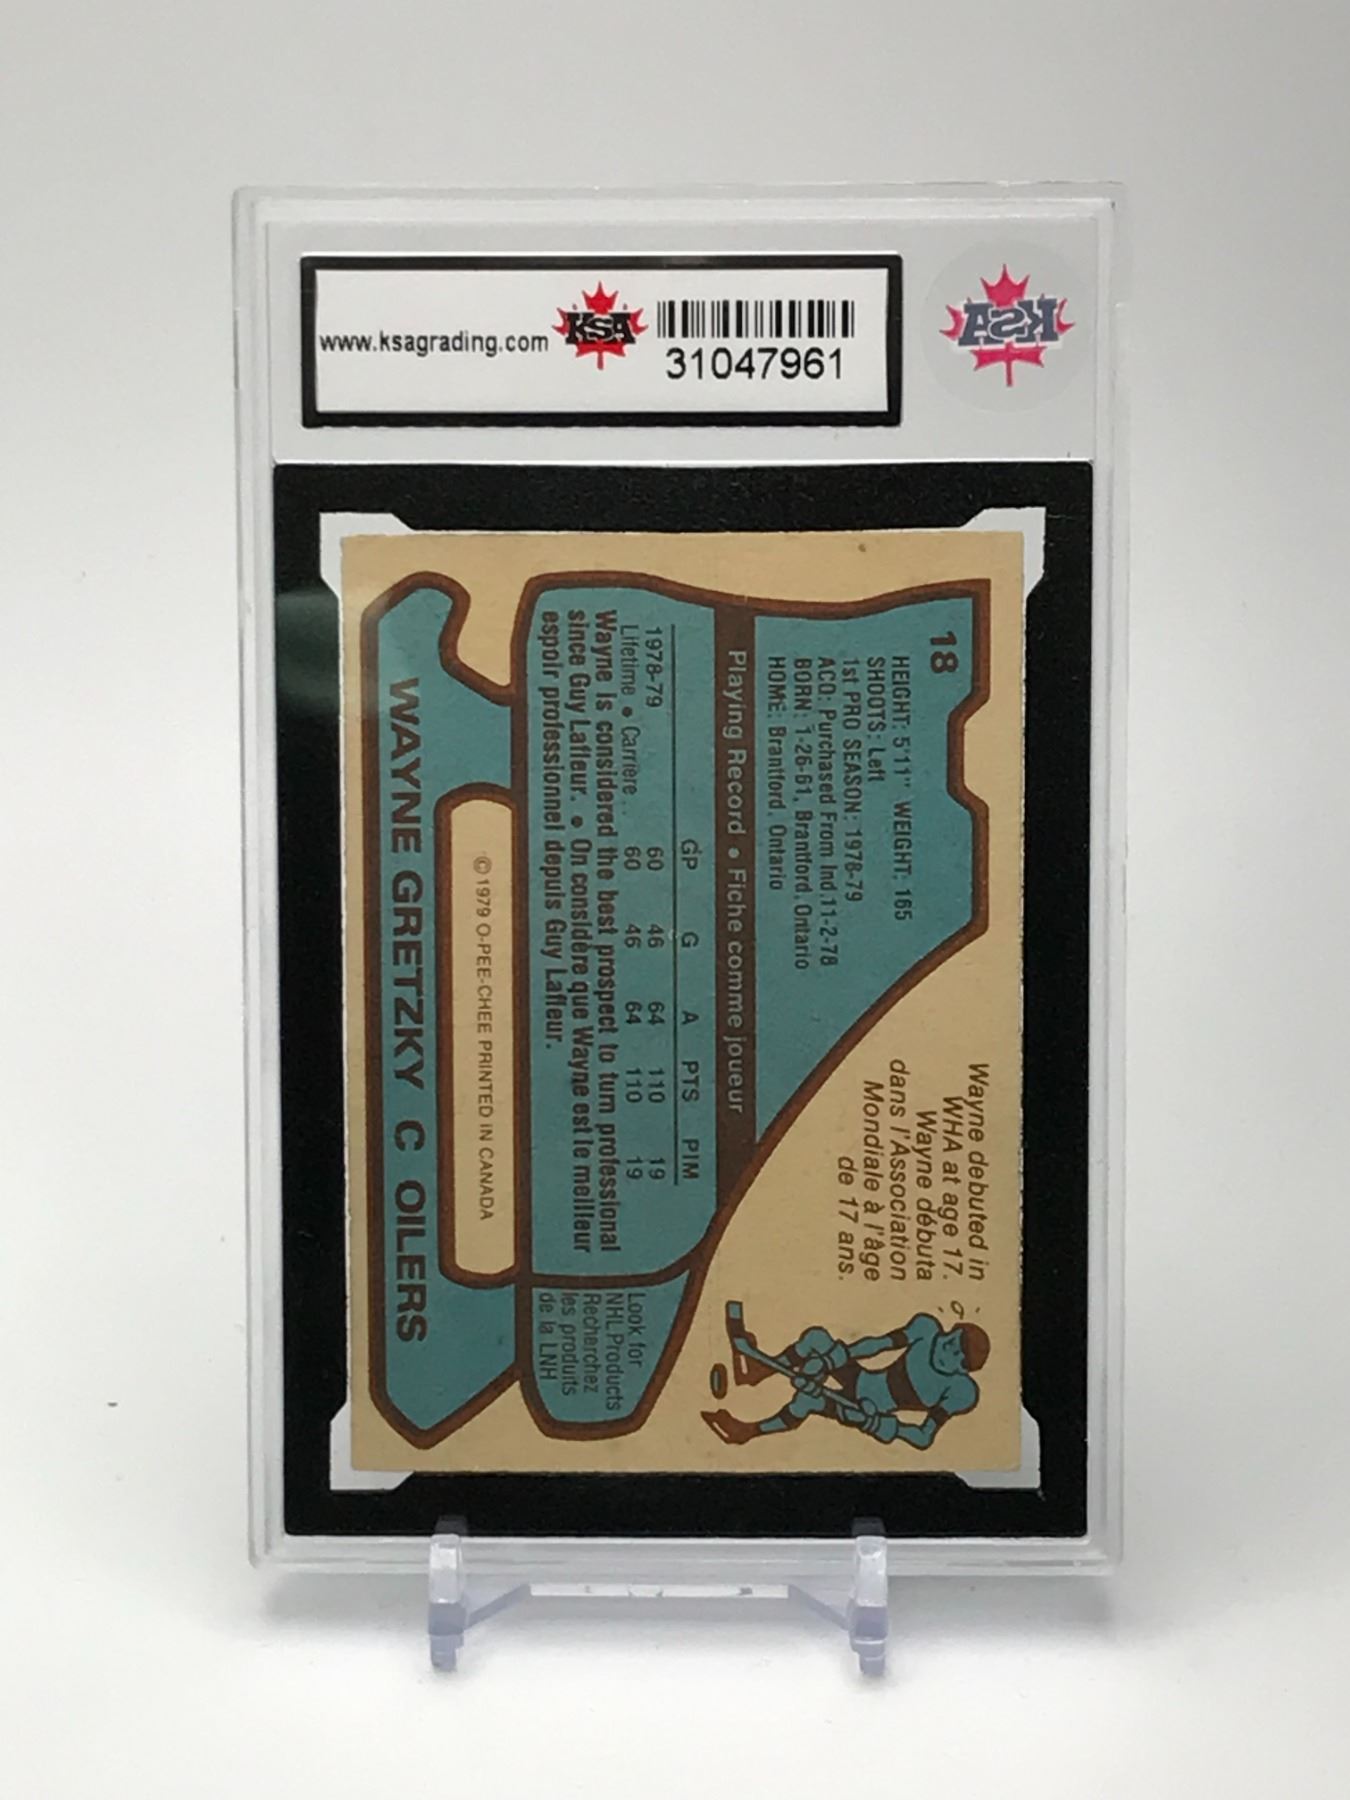 www.ksagrading.com
KSA
31047961
KSA
18
HEIGHT: 5'11" WEIGHT: 165
SHOOTS: Left
1st PRO SEASON: 1978-79
ACQ: Purchased From Ind. 11-2-78
BORN: 1-26-61, Brantford, Ontario
HOME: Brantford, Ontario
Wayne debuted in
WHA at age 17.
Wayne débuta
dans l'Association
Mondiale à l'âge
de 17 ans.
Playing Record • Fiche comme joueur
GP G A PTS PIM
1978-79 60 46 64 110 19
Lifetime • Carrière . . 60 46 64 110 19
Wayne is considered the best prospect to turn professional
since Guy Lafleur. • On considère que Wayne est le meilleur
espoir professionnel depuis Guy Lafleur.
Look for
NHL Products
Recherchez
les produits
de la LNH
© 1979 O-PEE-CHEE PRINTED IN CANADA
WAYNE GRETZKY C OILERS